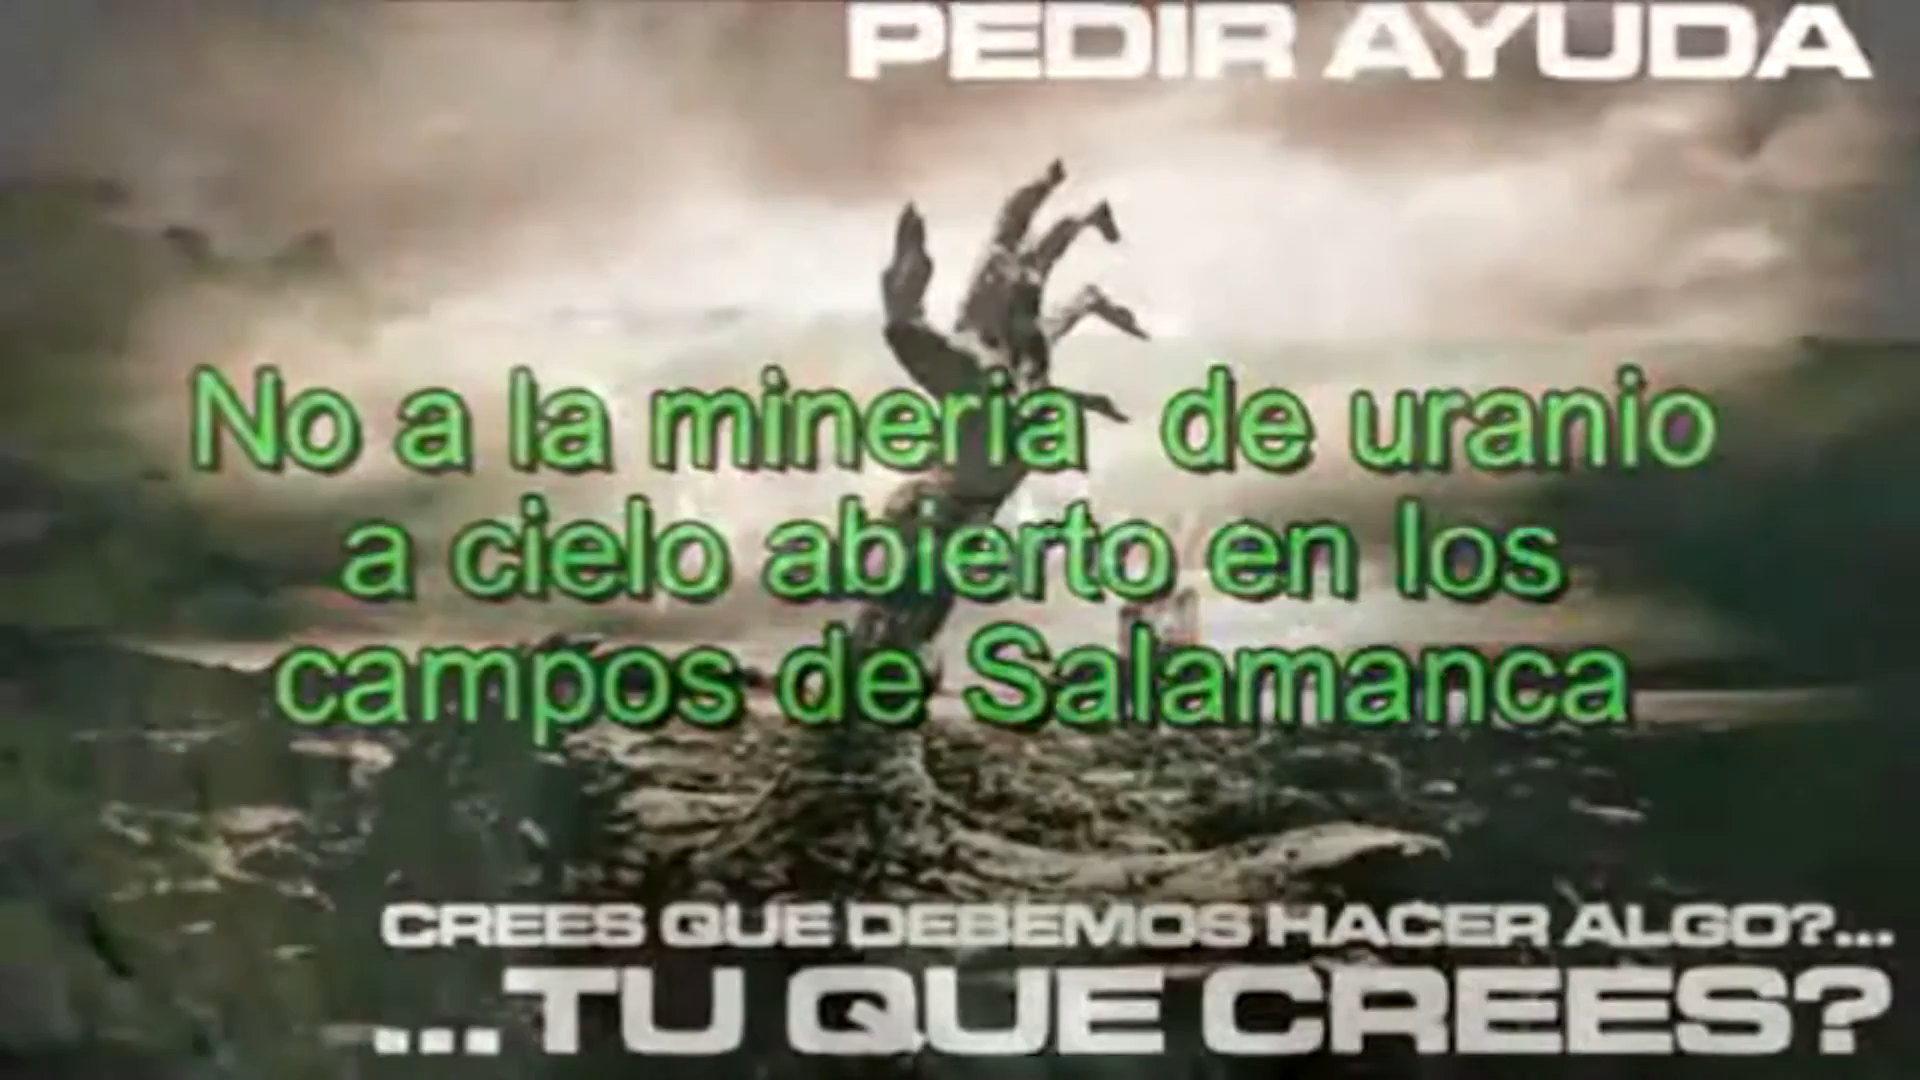 PEDIR AYUDA
No a la mineria de uranio
a cielo abierto en los
campos de Salamanca
CREES QUE DEBEMOS HACER ALGO?...
...TU QUE CREES?